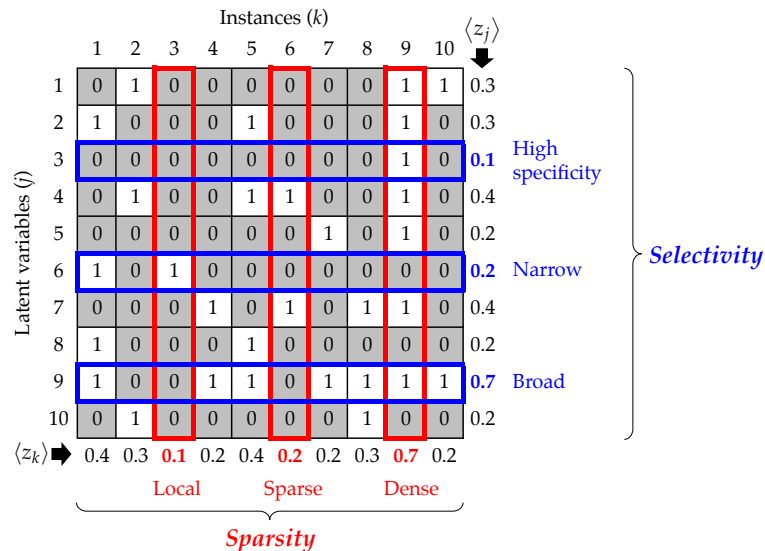 Instances (k)
⟨z_j⟩
1 2 3 4 5 6 7 8 9 10
Latent variables (j)
1 0 1 0 0 0 0 0 0 1 1 0.3
2 1 0 0 0 1 0 0 0 1 0 0.3
3 0 0 0 0 0 0 0 0 1 0 0.1 High specificity
4 0 1 0 0 1 1 0 0 1 0 0.4
5 0 0 0 0 0 0 1 0 1 0 0.2
6 1 0 1 0 0 0 0 0 0 0 0.2 Narrow
7 0 0 0 1 0 1 0 1 1 0 0.4
8 1 0 0 0 1 0 0 0 0 0 0.2
9 1 0 0 1 1 0 1 1 1 1 0.7 Broad
10 0 1 0 0 0 0 0 1 0 0 0.2
Selectivity
⟨z_k⟩ 0.4 0.3 0.1 0.2 0.4 0.2 0.2 0.3 0.7 0.2
Local Sparse Dense
Sparsity